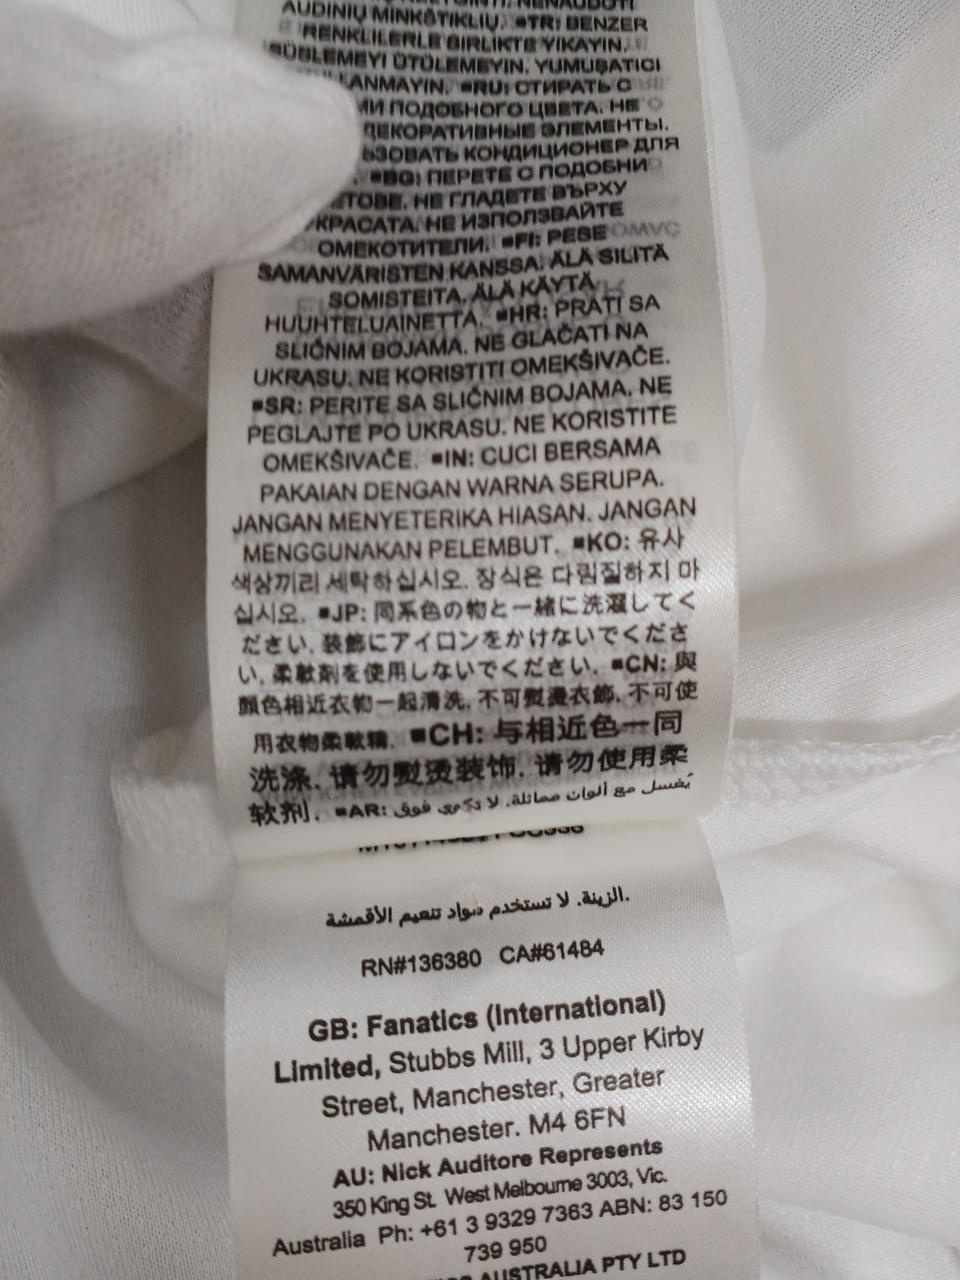 AUDINIŲ MINKŠTIKLIŲ. ■TR: BENZER
RENKLILERLE BIRLIKTE YIKAYIN.
SÜSLEMEYI ÜTÜLEMEYIN. YUMUŞATICI
LLANMAYIN. ■RU: СТИРАТЬ С
МИ ПОДОБНОГО ЦВЕТА. НЕ
ДЕКОРАТИВНЫЕ ЭЛЕМЕНТЫ.
ЬЗОВАТЬ КОНДИЦИОНЕР ДЛЯ
. ■BG: ПЕРЕТЕ С ПОДОБНИ
ЕТОВЕ. НЕ ГЛАДЕТЕ ВЪРХУ
УКРАСАТА. НЕ ИЗПОЛЗВАЙТЕ
ОМЕКОТИТЕЛИ. ■FI: PESE
SAMANVÄRISTEN KANSSA. ÄLÄ SILITÄ
SOMISTEITA. ÄLÄ KÄYTÄ
HUUHTELUAINETTA. ■HR: PRATI SA
SLIČNIM BOJAMA. NE GLAČATI NA
UKRASU. NE KORISTITI OMEKŠIVAČE.
■SR: PERITE SA SLIČNIM BOJAMA. NE
PEGLAJTE PO UKRASU. NE KORISTITE
OMEKŠIVAČE. ■IN: CUCI BERSAMA
PAKAIAN DENGAN WARNA SERUPA.
JANGAN MENYETERIKA HIASAN. JANGAN
MENGGUNAKAN PELEMBUT. ■KO: 유사
색상끼리 세탁하십시오. 장식은 다림질하지 마
십시오. ■JP: 同系色の物と一緒に洗濯してく
ださい. 装飾にアイロンをかけないでくださ
い. 柔軟剤を使用しないでください. ■CN: 與
顏色相近衣物一起清洗. 不可熨燙衣飾. 不可使
用衣物柔軟精. ■CH: 与相近色一同
洗涤. 请勿熨烫装饰. 请勿使用柔
软剂. ■AR: يُغسل مع ألوان مماثلة. لا تكوى فوق
الزينة. لا تستخدم مواد تنعيم الأقمشة.
RN#136380 CA#61484
GB: Fanatics (International)
Limited, Stubbs Mill, 3 Upper Kirby
Street, Manchester, Greater
Manchester. M4 6FN
AU: Nick Auditore Represents
350 King St. West Melbourne 3003, Vic.
Australia Ph: +61 3 9329 7363 ABN: 83 150
739 950
AUSTRALIA PTY LTD